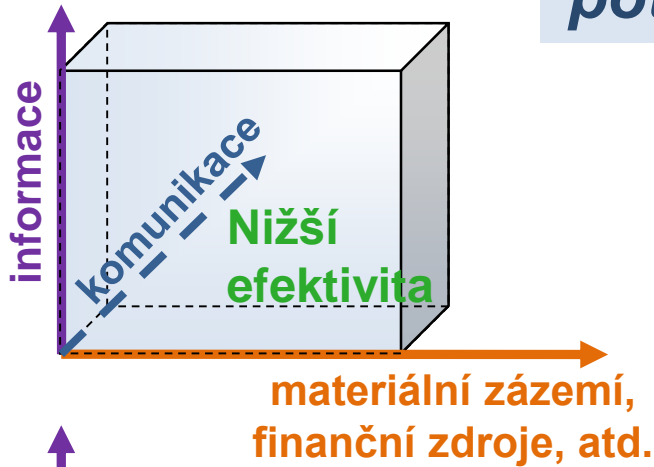 informace
komunikace
Nižší
efektivita
materiální zázemí,
finanční zdroje, atd.